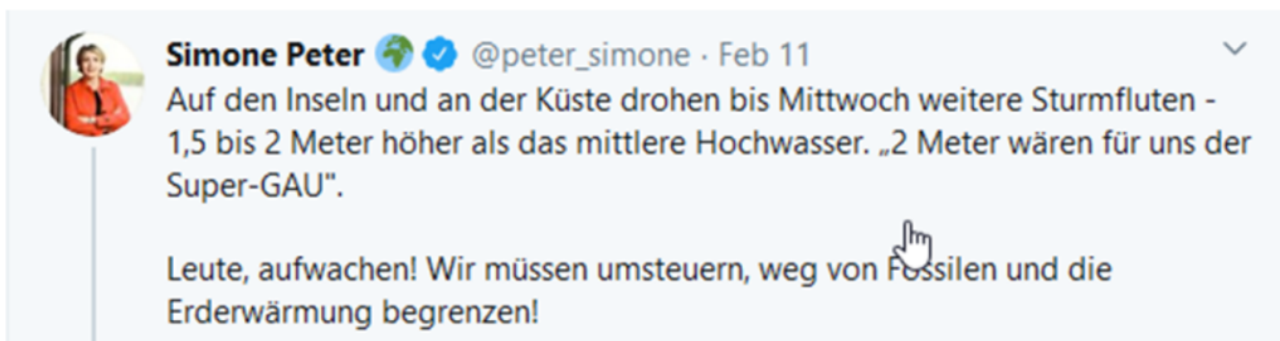 Simone Peter @peter_simone · Feb 11
Auf den Inseln und an der Küste drohen bis Mittwoch weitere Sturmfluten -
1,5 bis 2 Meter höher als das mittlere Hochwasser. „2 Meter wären für uns der
Super-GAU".
Leute, aufwachen! Wir müssen umsteuern, weg von Fossilen und die
Erderwärmung begrenzen!